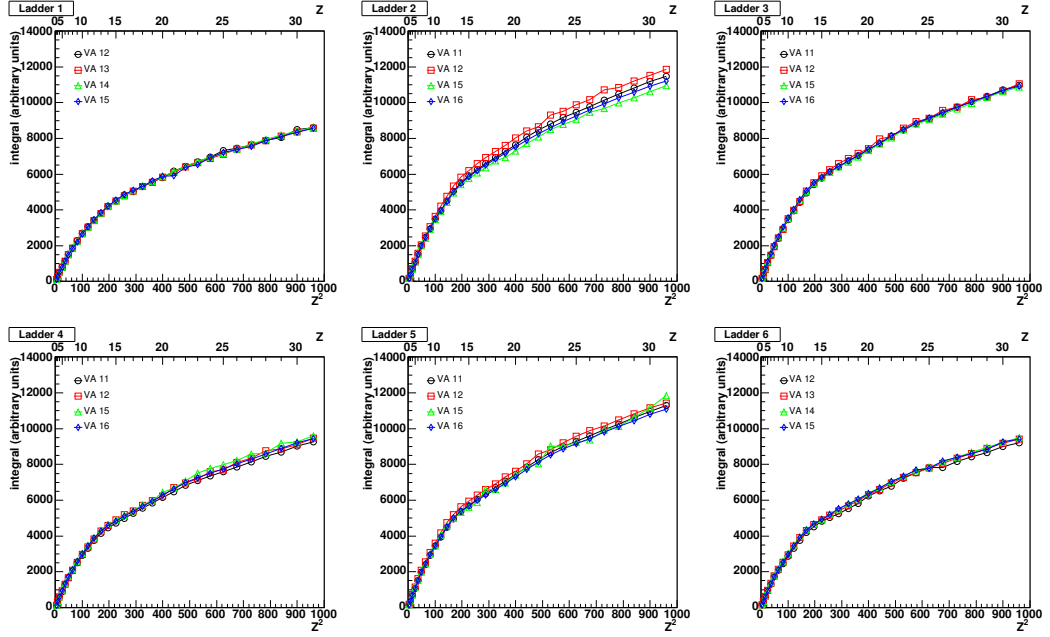 Ladder 1
05 10 15 20 25 30 Z
integral (arbitrary units)
14000
12000
10000
8000
6000
4000
2000
0
VA 12
VA 13
VA 14
VA 15
0 100 200 300 400 500 600 700 800 900 1000
Z²
Ladder 2
05 10 15 20 25 30 Z
integral (arbitrary units)
14000
12000
10000
8000
6000
4000
2000
0
VA 11
VA 12
VA 15
VA 16
0 100 200 300 400 500 600 700 800 900 1000
Z²
Ladder 3
05 10 15 20 25 30 Z
integral (arbitrary units)
14000
12000
10000
8000
6000
4000
2000
0
VA 11
VA 12
VA 15
VA 16
0 100 200 300 400 500 600 700 800 900 1000
Z²
Ladder 4
05 10 15 20 25 30 Z
integral (arbitrary units)
14000
12000
10000
8000
6000
4000
2000
0
VA 11
VA 12
VA 15
VA 16
0 100 200 300 400 500 600 700 800 900 1000
Z²
Ladder 5
05 10 15 20 25 30 Z
integral (arbitrary units)
14000
12000
10000
8000
6000
4000
2000
0
VA 11
VA 12
VA 15
VA 16
0 100 200 300 400 500 600 700 800 900 1000
Z²
Ladder 6
05 10 15 20 25 30 Z
integral (arbitrary units)
14000
12000
10000
8000
6000
4000
2000
0
VA 12
VA 13
VA 14
VA 15
0 100 200 300 400 500 600 700 800 900 1000
Z²